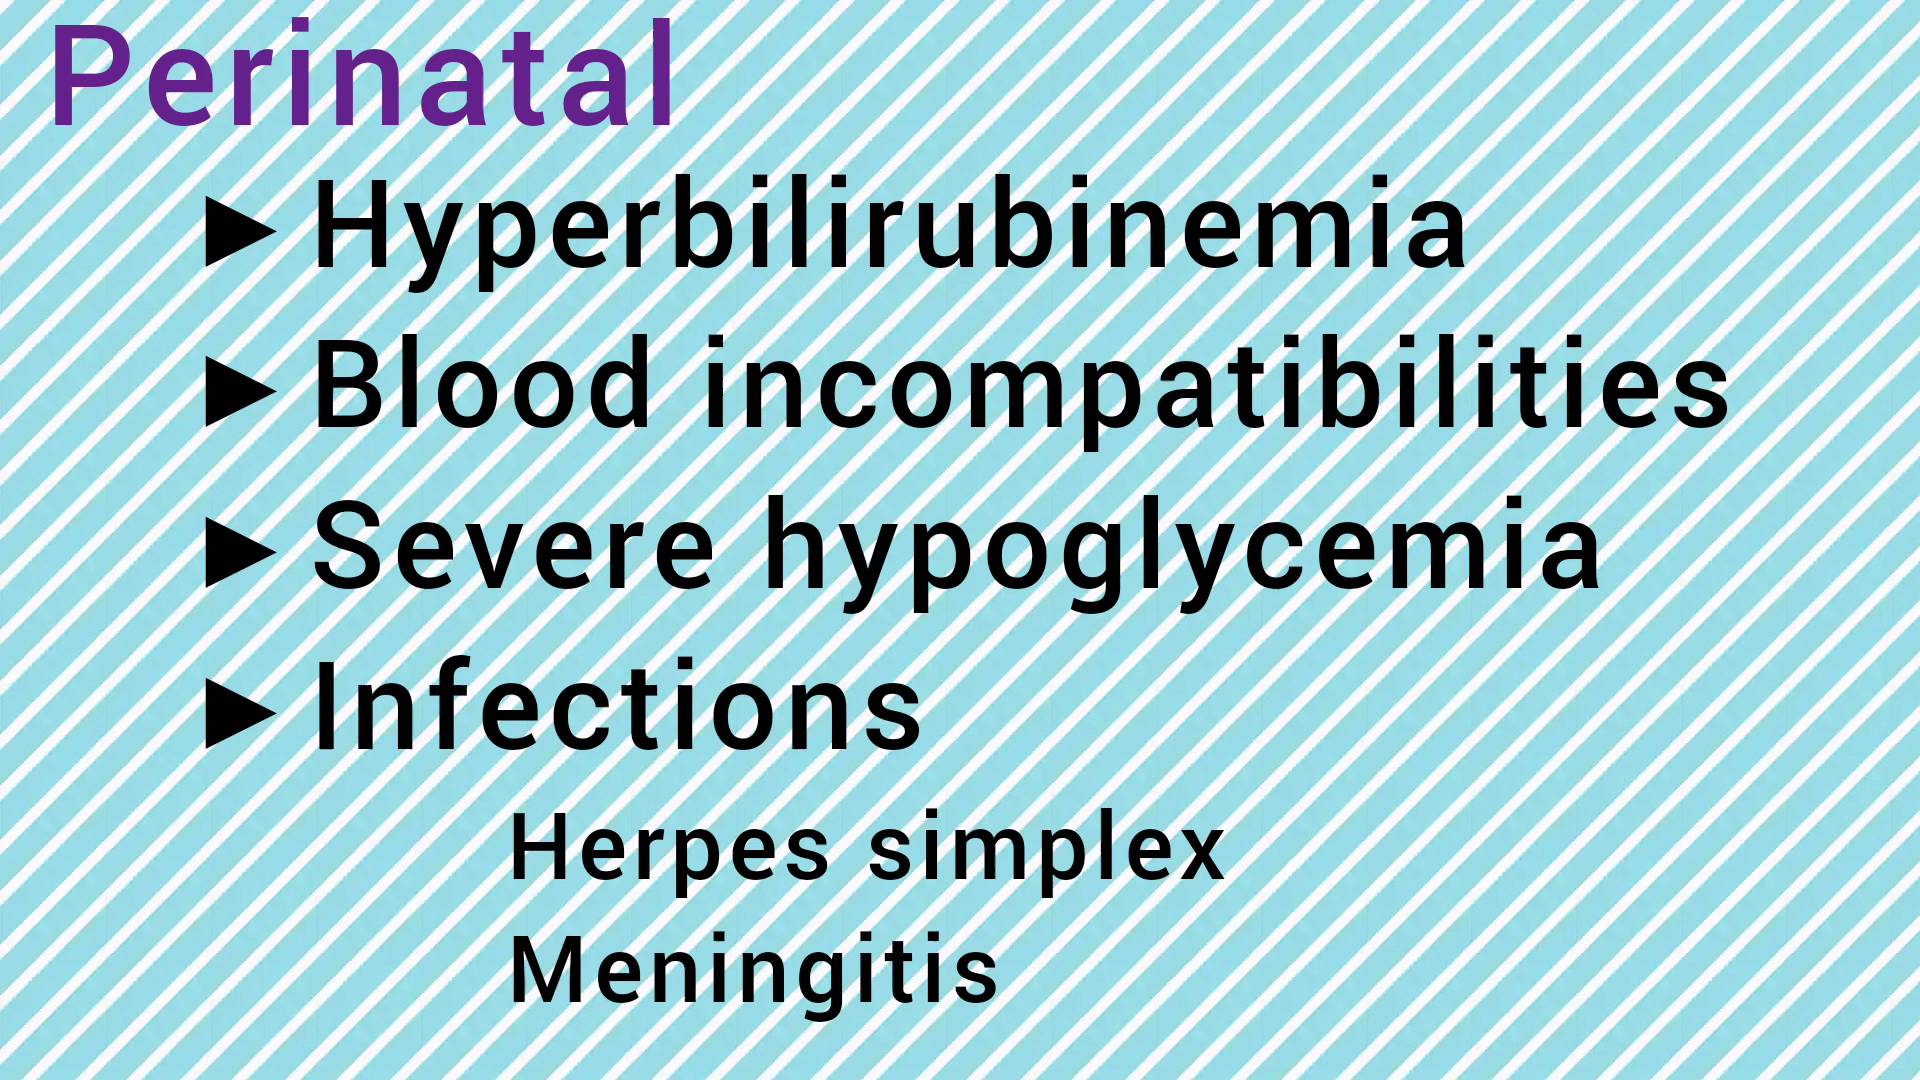 Perinatal
► Hyperbilirubinemia
► Blood incompatibilities
► Severe hypoglycemia
► Infections
Herpes simplex
Meningitis